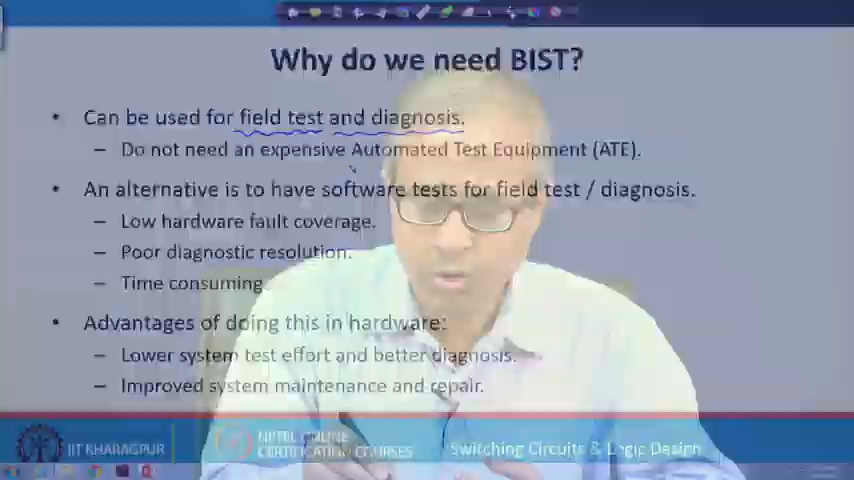 Why do we need BIST?
• Can be used for field test and diagnosis.
– Do not need an expensive Automated Test Equipment (ATE).
• An alternative is to have software tests for field test / diagnosis.
– Low hardware fault coverage.
– Poor diagnostic resolution.
– Time consuming.
• Advantages of doing this in hardware:
– Lower system test effort and better diagnosis.
– Improved system maintenance and repair.
IIT KHARAGPUR
NPTEL ONLINE
CERTIFICATION COURSES
Switching Circuits & Logic Design